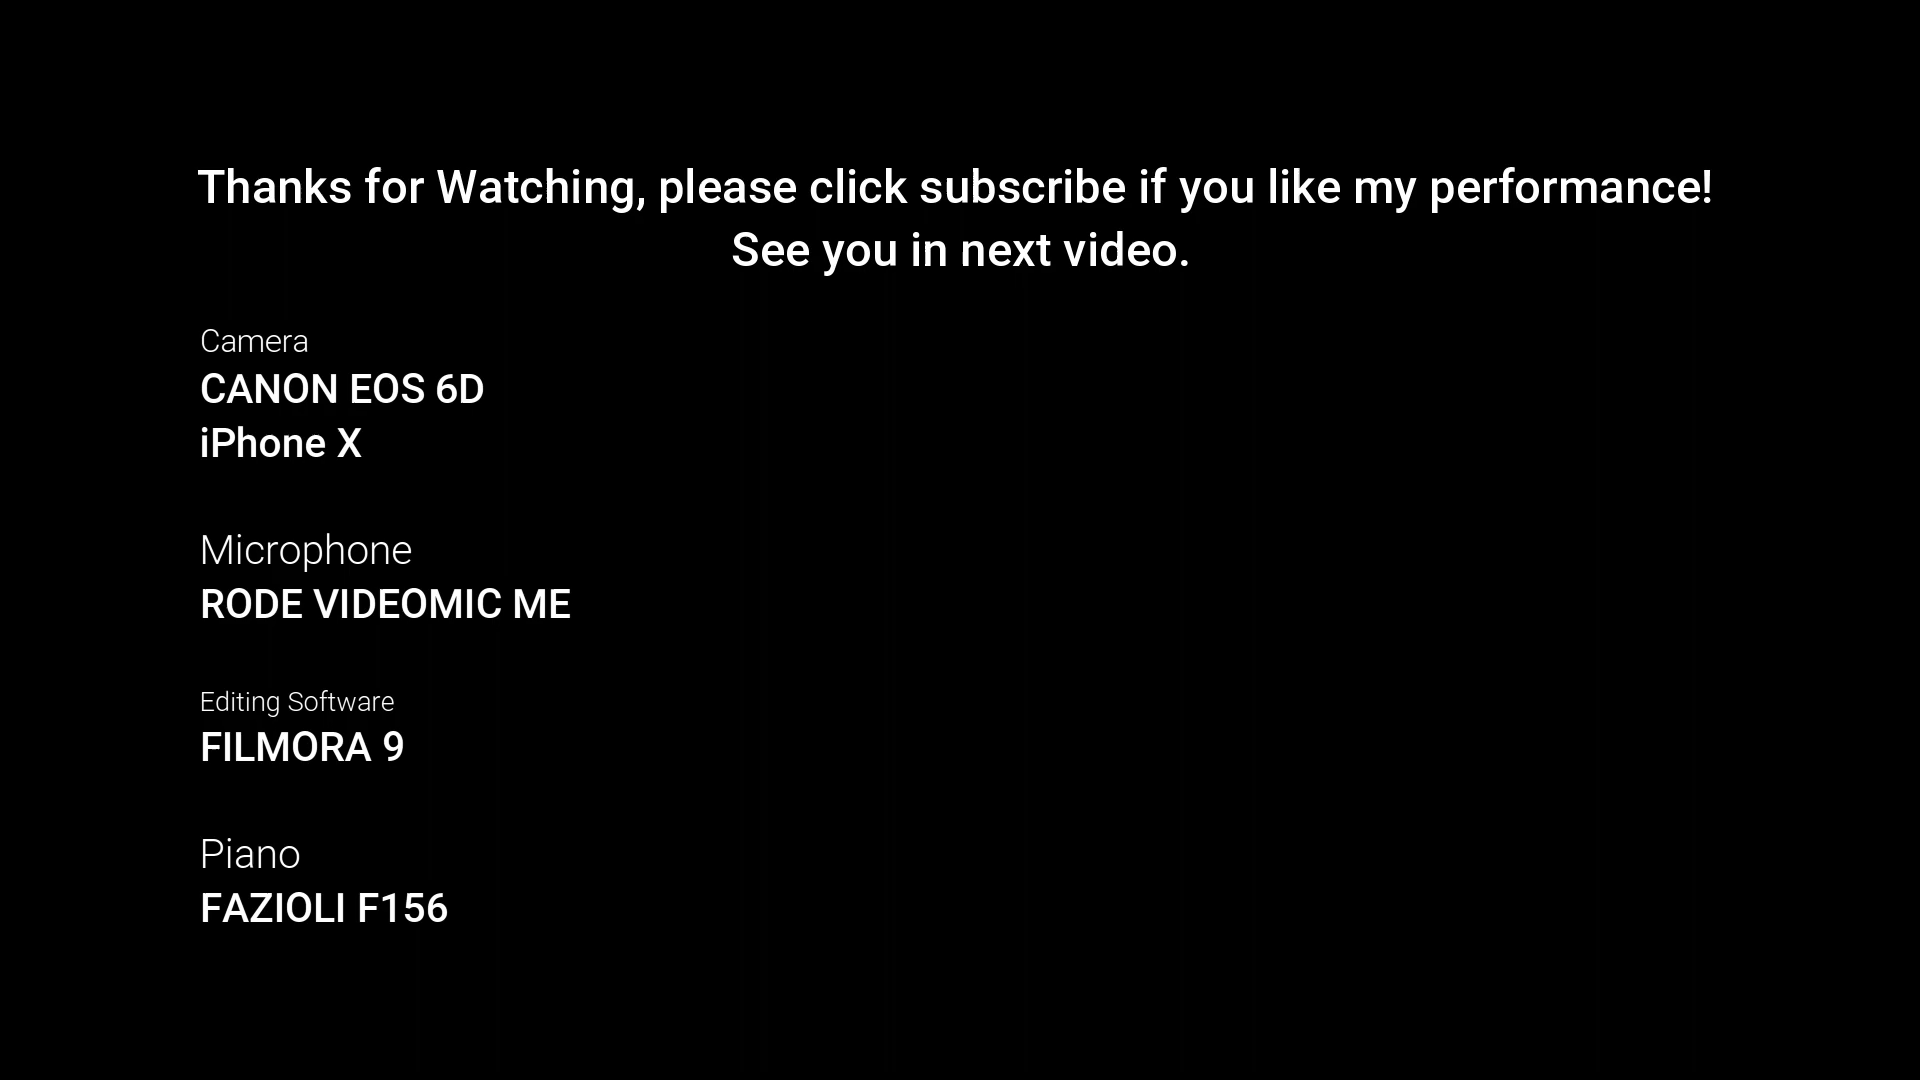 Thanks for Watching, please click subscribe if you like my performance!
See you in next video.
Camera
CANON EOS 6D
iPhone X
Microphone
RODE VIDEOMIC ME
Editing Software
FILMORA 9
Piano
FAZIOLI F156